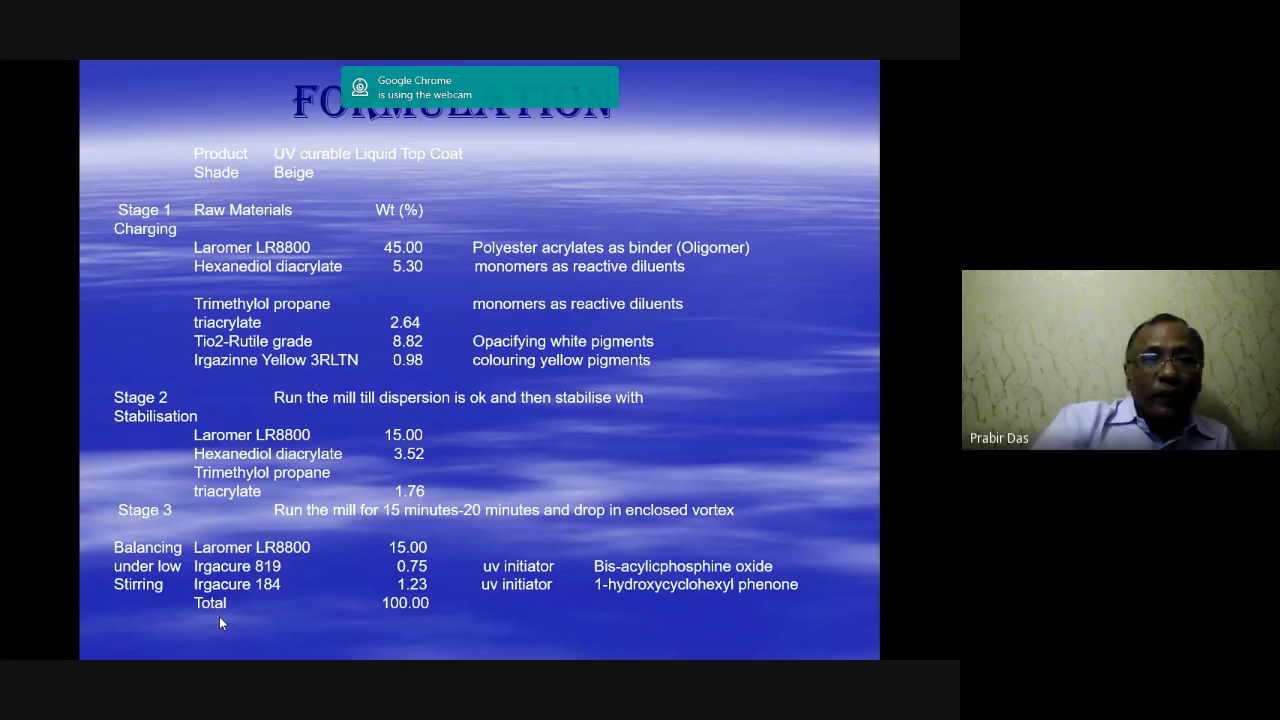 Google Chrome
is using the webcam
FORMULATION
Product UV curable Liquid Top Coat
Shade Beige
Stage 1 Raw Materials Wt (%)
Charging
Laromer LR8800 45.00 Polyester acrylates as binder (Oligomer)
Hexanediol diacrylate 5.30 monomers as reactive diluents
Trimethylol propane monomers as reactive diluents
triacrylate 2.64
Tio2-Rutile grade 8.82 Opacifying white pigments
Irgazinne Yellow 3RLTN 0.98 colouring yellow pigments
Stage 2 Run the mill till dispersion is ok and then stabilise with
Stabilisation
Laromer LR8800 15.00
Hexanediol diacrylate 3.52
Trimethylol propane
triacrylate 1.76
Stage 3 Run the mill for 15 minutes-20 minutes and drop in enclosed vortex
Balancing Laromer LR8800 15.00
under low Irgacure 819 0.75 uv initiator Bis-acylicphosphine oxide
Stirring Irgacure 184 1.23 uv initiator 1-hydroxycyclohexyl phenone
Total 100.00
Prabir Das